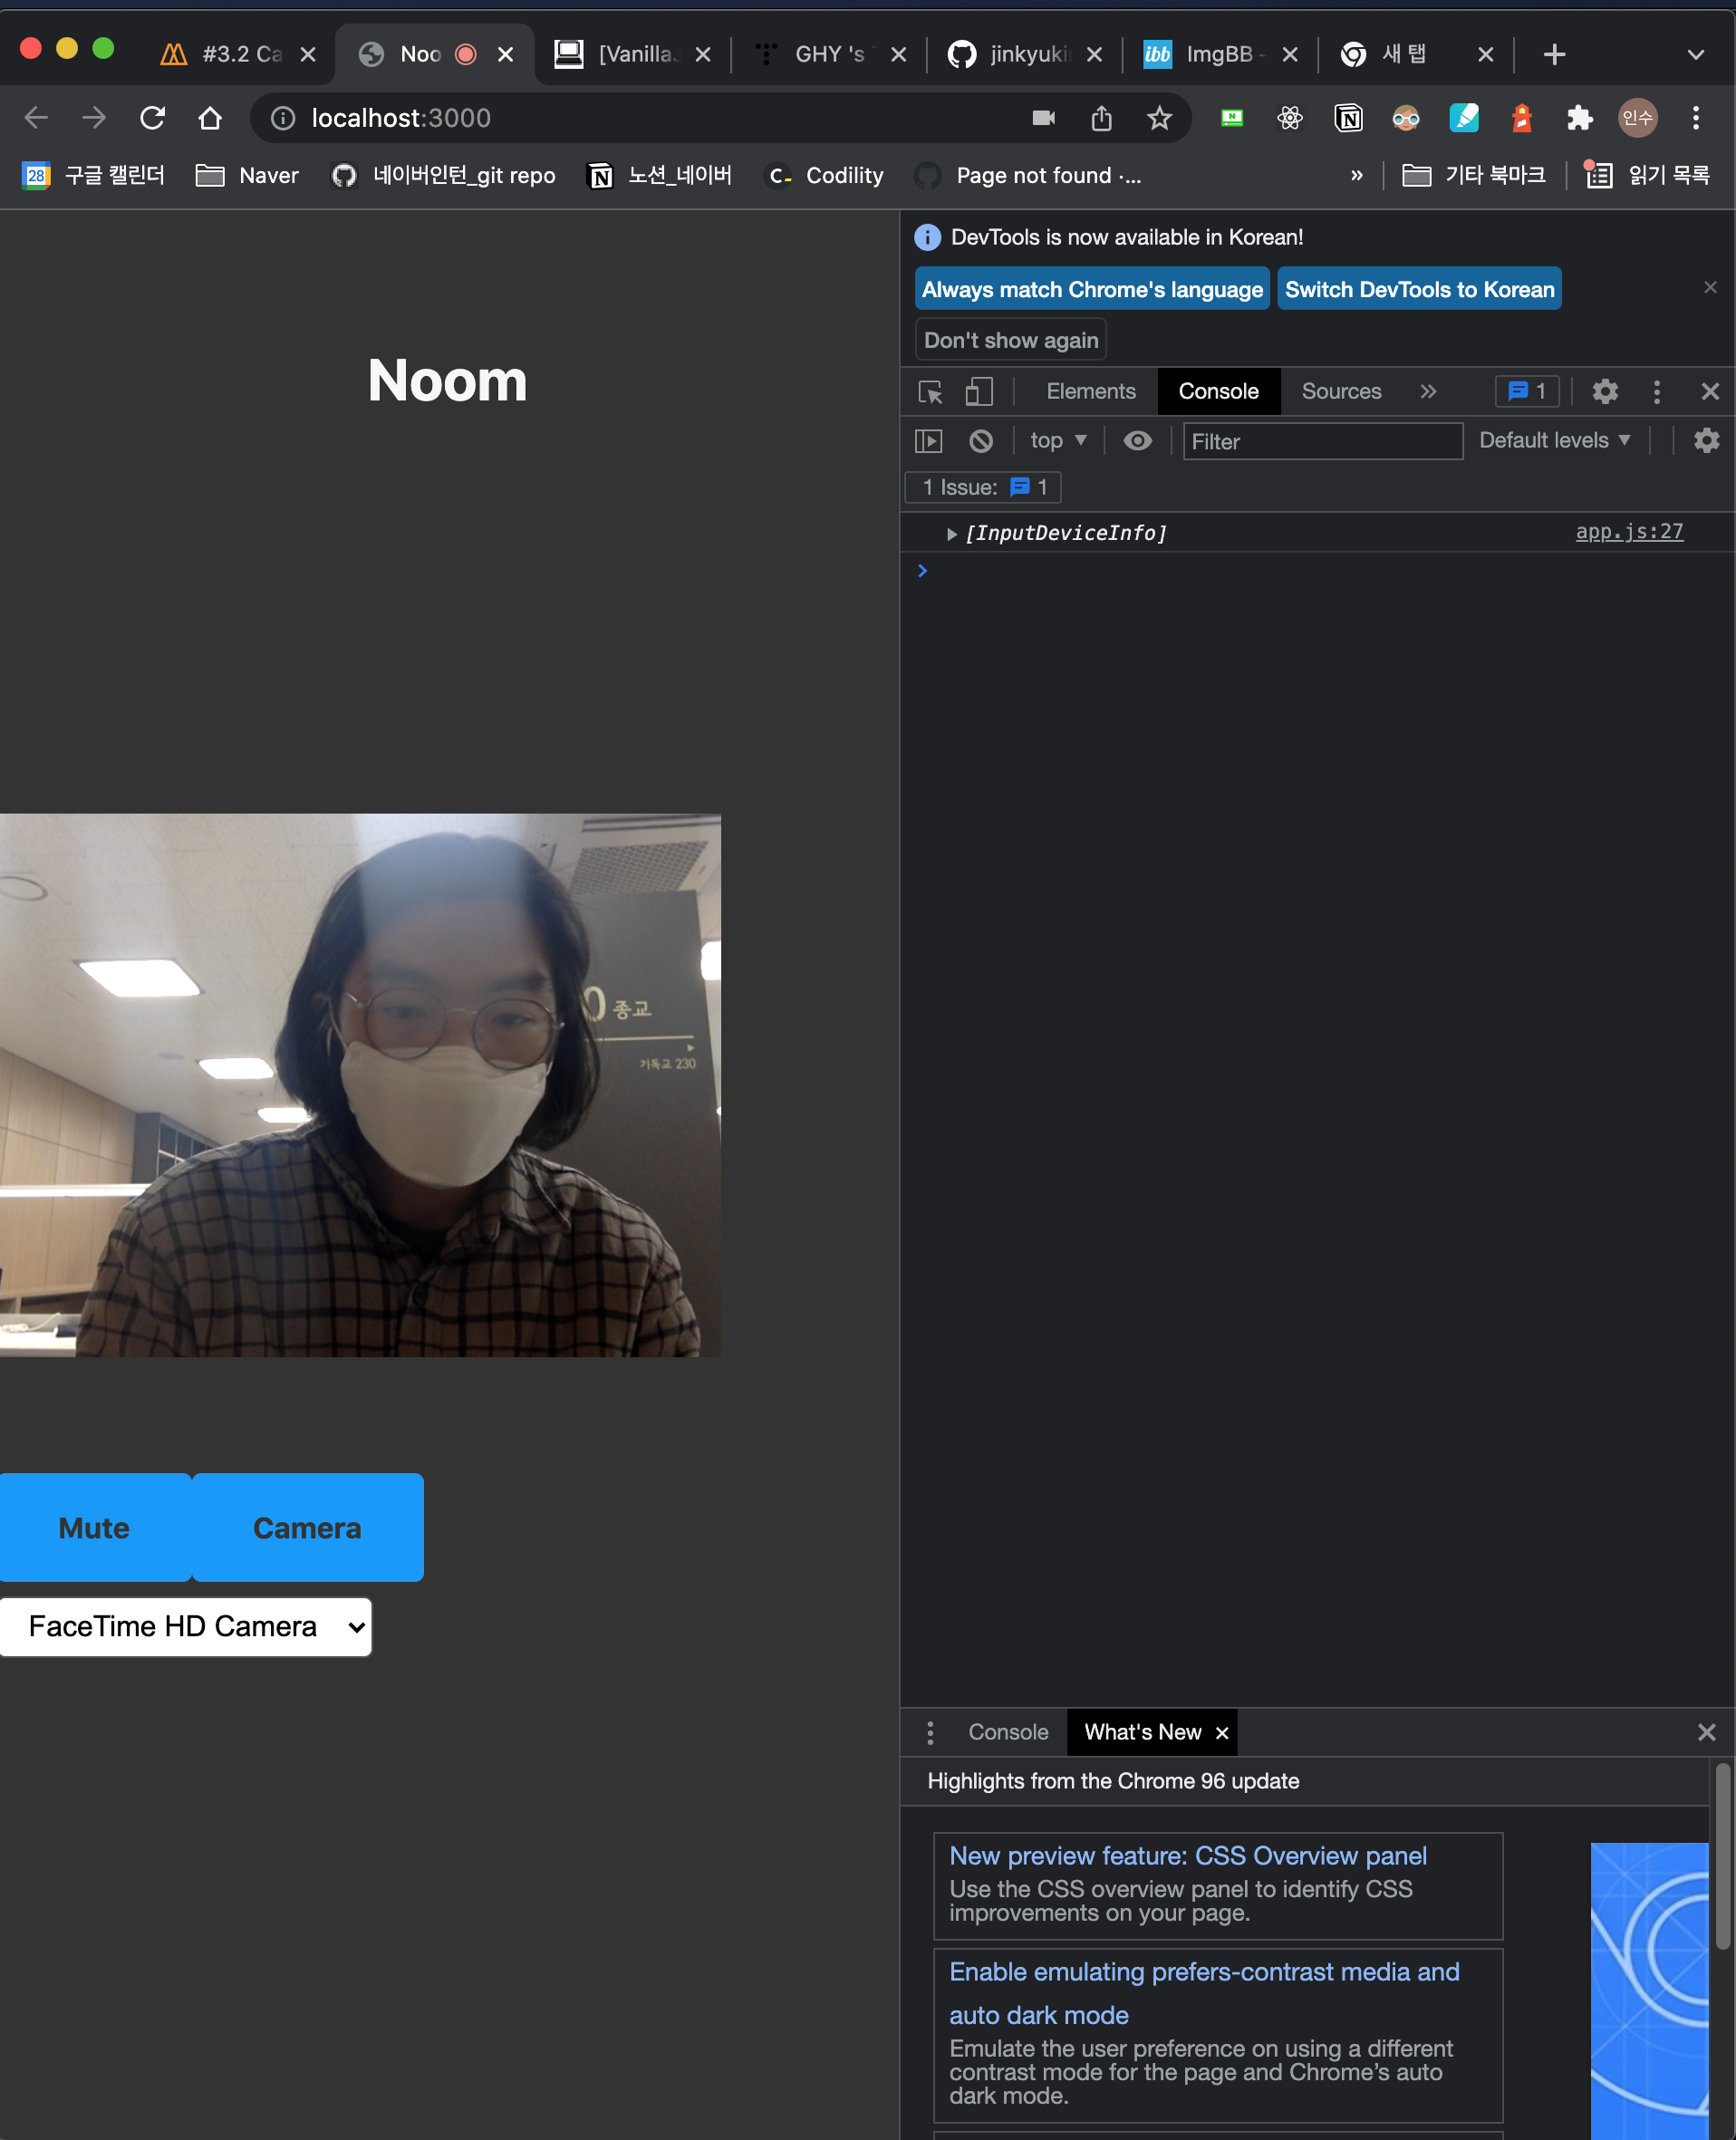 #3.2 Ca
Noo
[VanillaJ
GHY 's
jinkyuki
ImgBB -
새 탭
localhost:3000
인수
28 구글 캘린더
Naver
네이버인턴_git repo
노션_네이버
Codility
Page not found ·...
»
기타 북마크
읽기 목록
Noom
0 종교
기독교 230
Mute
Camera
FaceTime HD Camera
DevTools is now available in Korean!
Always match Chrome's language
Switch DevTools to Korean
Don't show again
Elements
Console
Sources
»
1
top
Filter
Default levels
1 Issue: 1
[InputDeviceInfo]
app.js:27
Console
What's New
Highlights from the Chrome 96 update
New preview feature: CSS Overview panel
Use the CSS overview panel to identify CSS
improvements on your page.
Enable emulating prefers-contrast media and
auto dark mode
Emulate the user preference on using a different
contrast mode for the page and Chrome’s auto
dark mode.